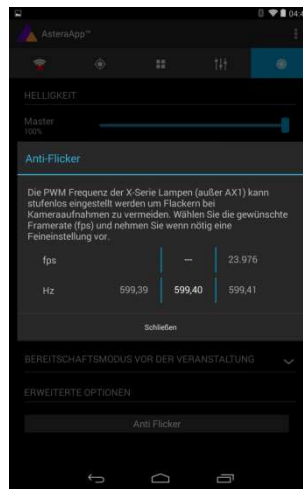 04:4
AsteraApp™
HELLIGKEIT
Master
100%
Anti-Flicker
Die PWM Frequenz der X-Serie Lampen (außer AX1) kann
stufenlos eingestellt werden um Flackern bei
Kameraaufnahmen zu vermeiden. Wählen Sie die gewünschte
Framerate (fps) und nehmen Sie wenn nötig eine
Feineinstellung vor.
fps --- 23.976
Hz 599,39 599,40 599,41
Schließen
BEREITSCHAFTSMODUS VOR DER VERANSTALTUNG
ERWEITERTE OPTIONEN
Anti Flicker